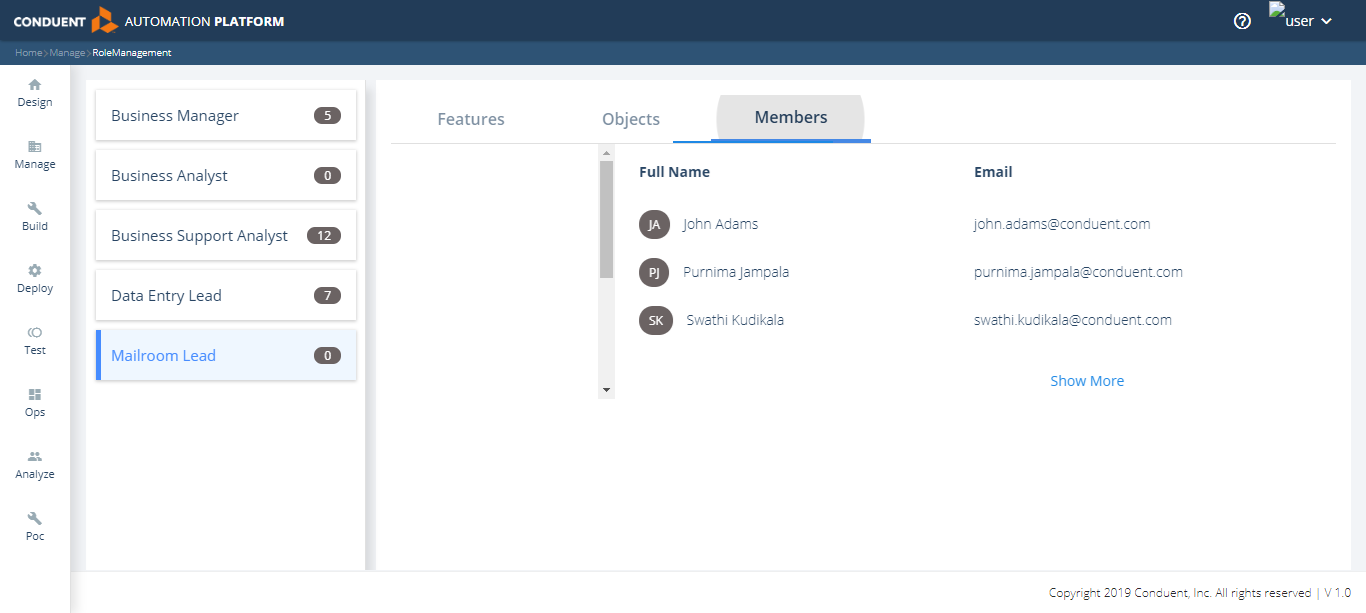 CONDUENT AUTOMATION PLATFORM
user
Home>Manage>RoleManagement
Design
Manage
Build
Deploy
Test
Ops
Analyze
Poc
Business Manager 5
Business Analyst 0
Business Support Analyst 12
Data Entry Lead 7
Mailroom Lead 0
Features Objects Members
Full Name Email
JA John Adams john.adams@conduent.com
PJ Purnima Jampala purnima.jampala@conduent.com
SK Swathi Kudikala swathi.kudikala@conduent.com
Show More
Copyright 2019 Conduent, Inc. All rights reserved | V 1.0